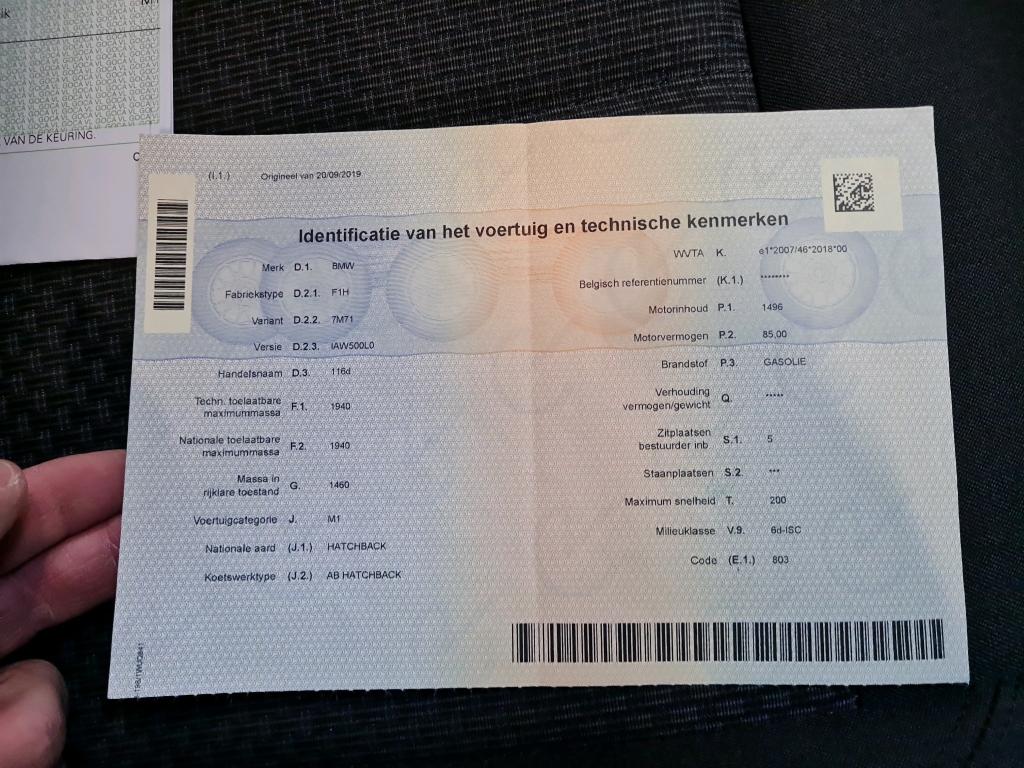 VAN DE KEURING.
(I.1.) Origineel van 20/09/2019
Identificatie van het voertuig en technische kenmerken
Merk D.1. BMW
Fabriekstype D.2.1. F1H
Variant D.2.2. 7M71
Versie D.2.3. IAW500L0
Handelsnaam D.3. 116d
Techn. toelaatbare
maximummassa F.1. 1940
Nationale toelaatbare
maximummassa F.2. 1940
Massa in
rijklare toestand G. 1460
Voertuigcategorie J. M1
Nationale aard (J.1.) HATCHBACK
Koetswerktype (J.2.) AB HATCHBACK
WVTA K. e1*2007/46*2018*00
Belgisch referentienummer (K.1.) ********
Motorinhoud P.1. 1496
Motorvermogen P.2. 85,00
Brandstof P.3. GASOLIE
Verhouding
vermogen/gewicht Q. *****
Zitplaatsen
bestuurder inb S.1. 5
Staanplaatsen S.2. ***
Maximum snelheid T. 200
Milieuklasse V.9. 6d-ISC
Code (E.1.) 803